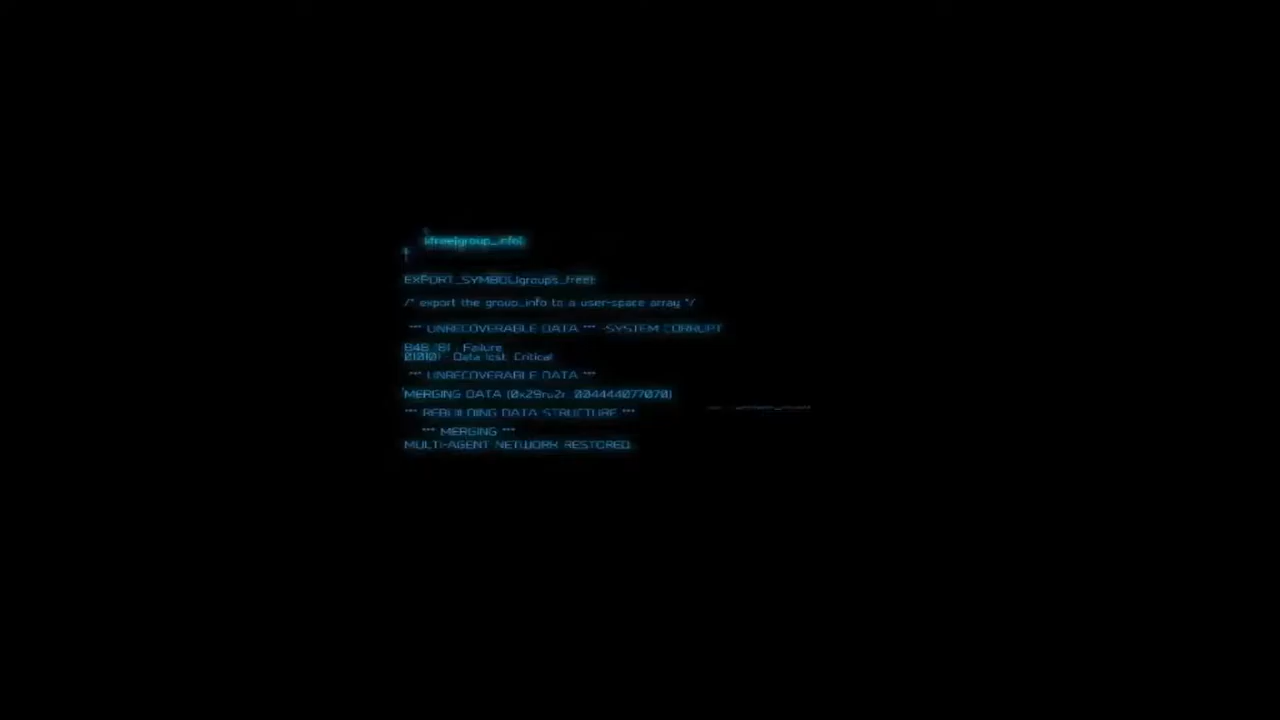 kfree(group_info);
}
EXPORT_SYMBOL(groups_free);
/* export the group_info to a user-space array */
*** UNRECOVERABLE DATA *** -SYSTEM CORRUPT
Failure
Data lost. Critical
*** UNRECOVERABLE DATA ***
MERGING DATA
*** REBUILDING DATA STRUCTURE ***
*** MERGING ***
MULTI-AGENT NETWORK RESTORED